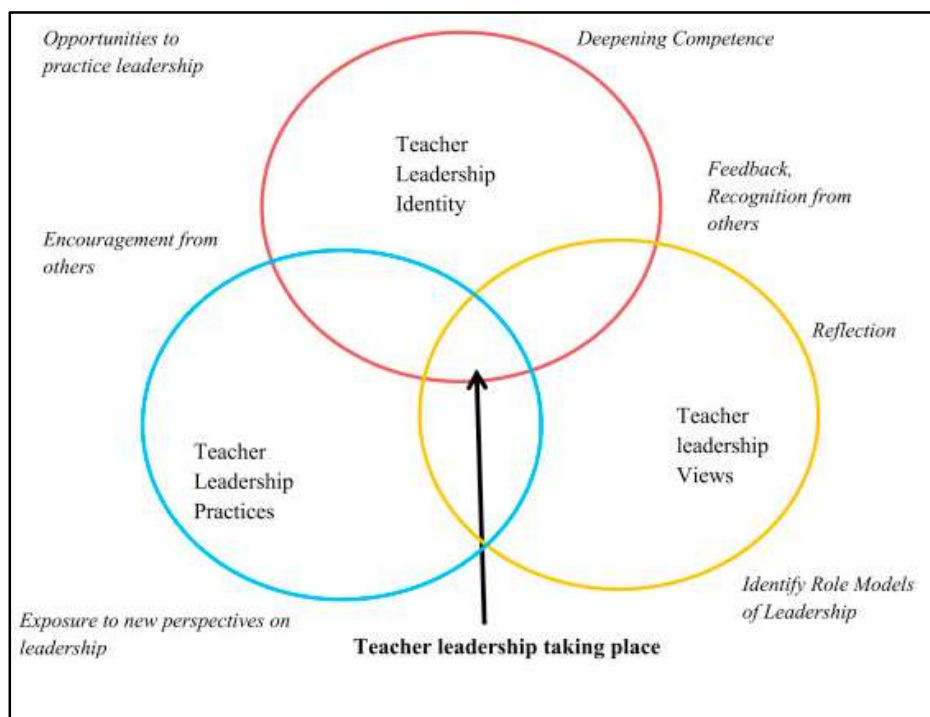 Opportunities to
practice leadership
Deepening Competence
Teacher
Leadership
Identity
Feedback,
Recognition from
others
Encouragement from
others
Reflection
Teacher
leadership
Views
Teacher
Leadership
Practices
Identify Role Models
of Leadership
Exposure to new perspectives on
leadership
Teacher leadership taking place